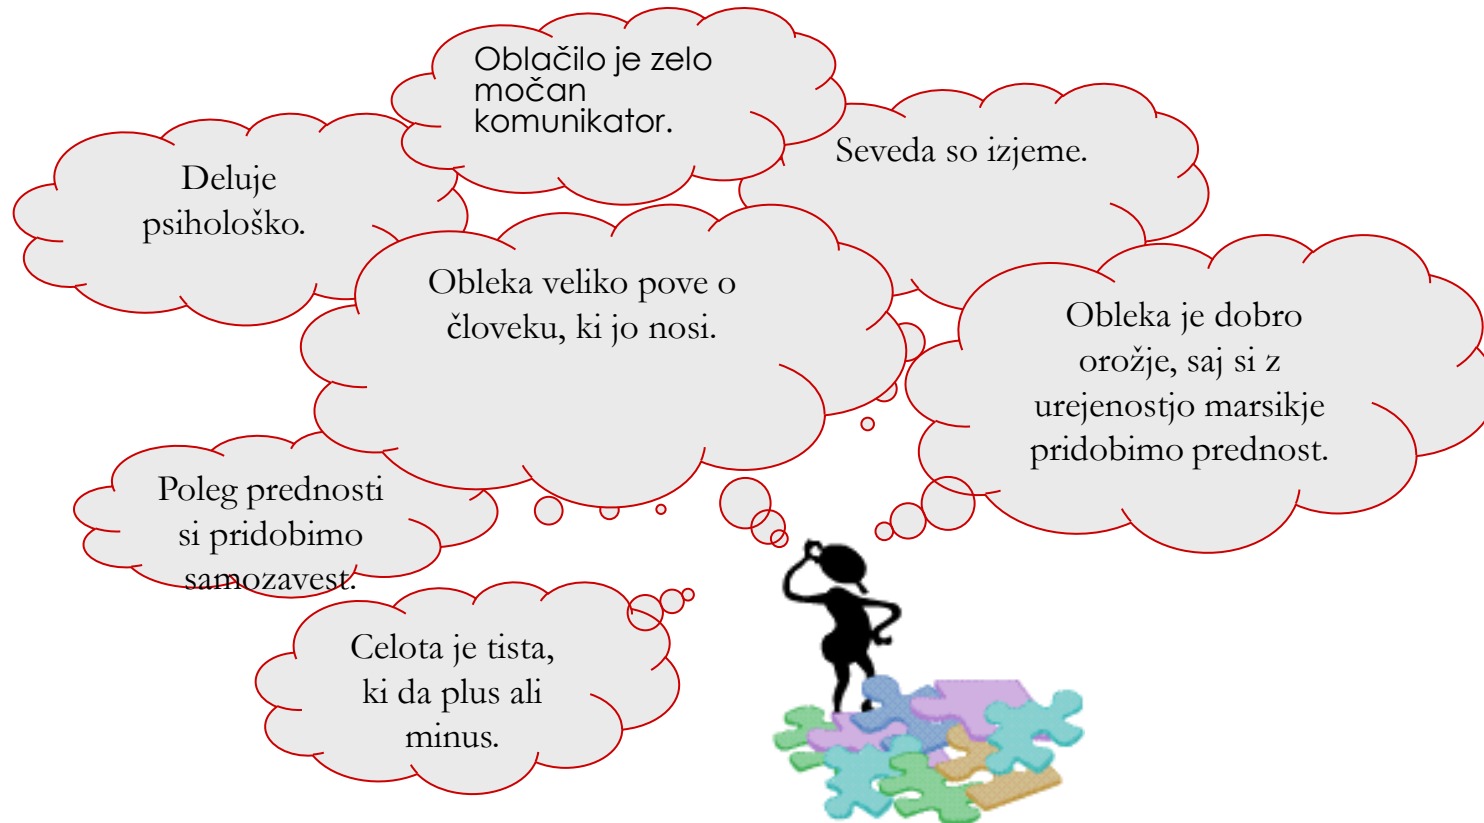 Oblačilo je zelo
močan
komunikator.
Seveda so izjeme.
Deluje
psihološko.
Obleka veliko pove o
človeku, ki jo nosi.
Obleka je dobro
orožje, saj si z
urejenostjo marsikje
pridobimo prednost.
Poleg prednosti
si pridobimo
samozavest.
Celota je tista,
ki da plus ali
minus.